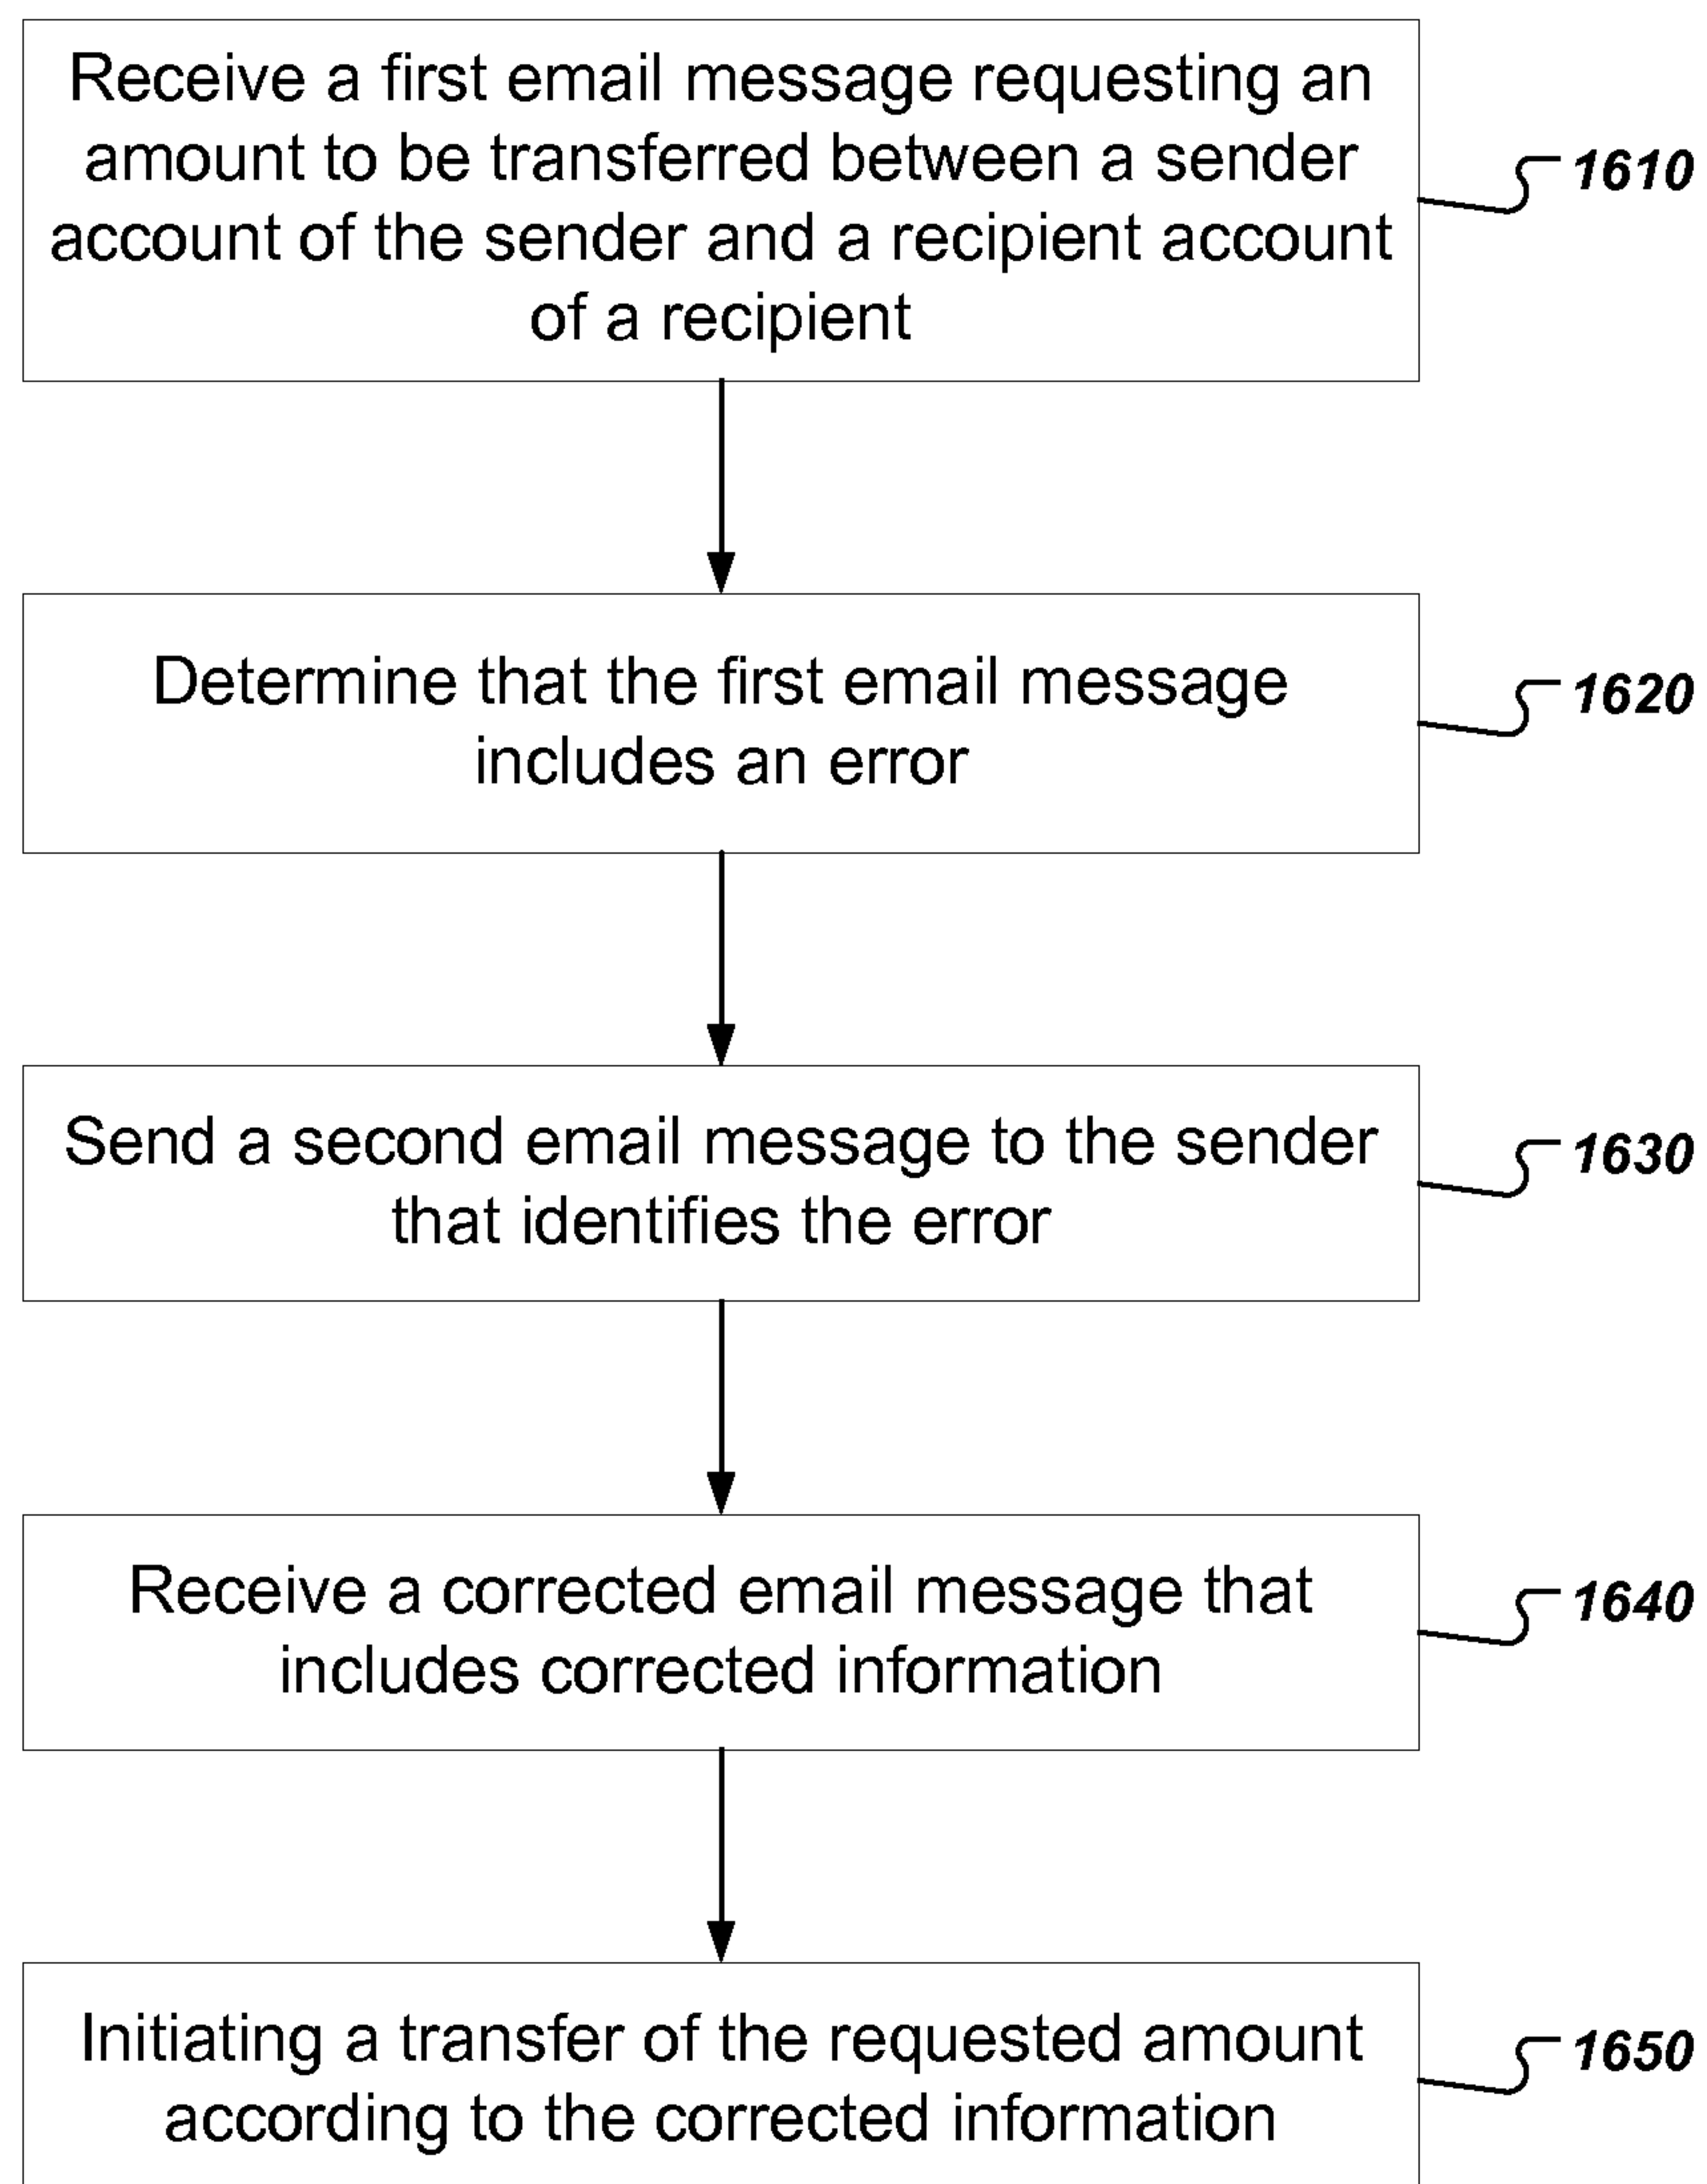 Receive a first email message requesting an
amount to be transferred between a sender
account of the sender and a recipient account
of a recipient
1610
Determine that the first email message
includes an error
1620
Send a second email message to the sender
that identifies the error
1630
Receive a corrected email message that
includes corrected information
1640
Initiating a transfer of the requested amount
according to the corrected information
1650